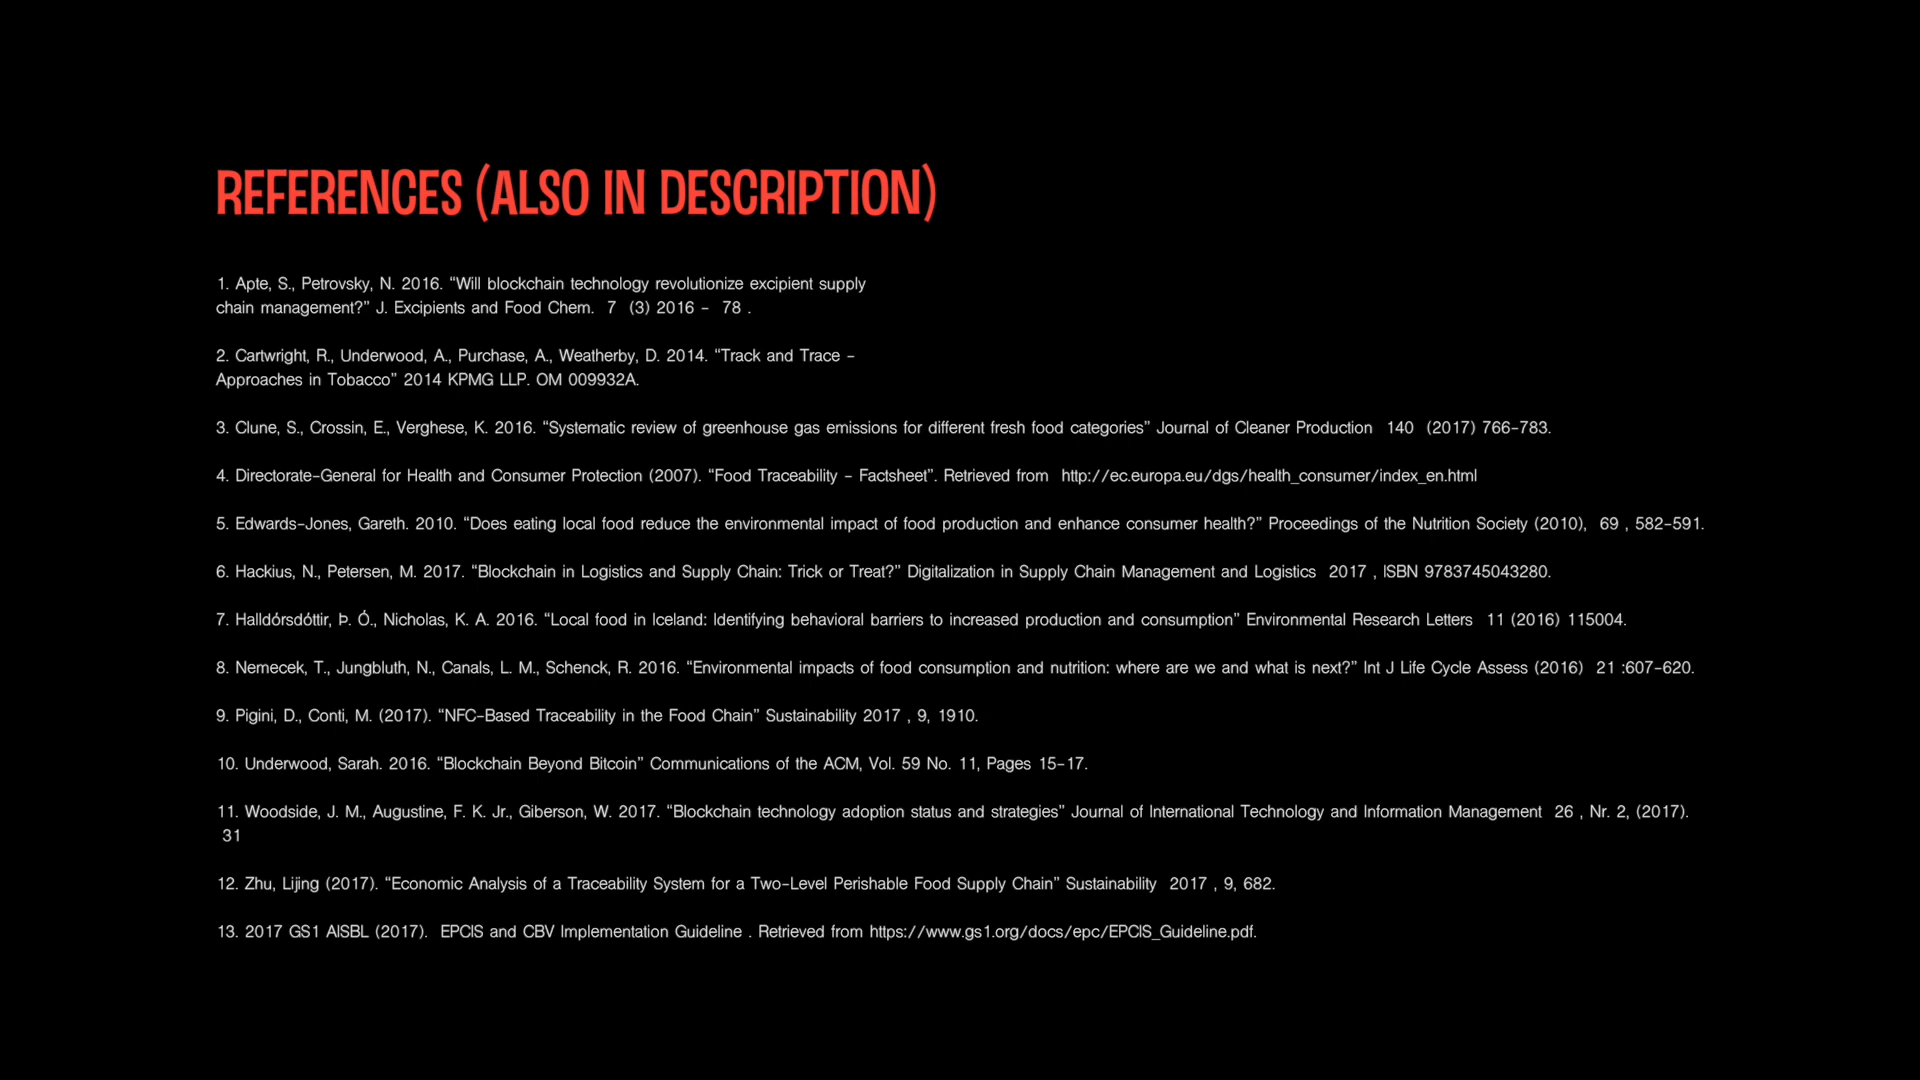 REFERENCES (ALSO IN DESCRIPTION)
1. Apte, S., Petrovsky, N. 2016. “Will blockchain technology revolutionize excipient supply
chain management?” J. Excipients and Food Chem. 7 (3) 2016 - 78 .
2. Cartwright, R., Underwood, A., Purchase, A., Weatherby, D. 2014. “Track and Trace -
Approaches in Tobacco” 2014 KPMG LLP. OM 009932A.
3. Clune, S., Crossin, E., Verghese, K. 2016. “Systematic review of greenhouse gas emissions for different fresh food categories” Journal of Cleaner Production 140 (2017) 766-783.
4. Directorate-General for Health and Consumer Protection (2007). “Food Traceability - Factsheet”. Retrieved from http://ec.europa.eu/dgs/health_consumer/index_en.html
5. Edwards-Jones, Gareth. 2010. “Does eating local food reduce the environmental impact of food production and enhance consumer health?” Proceedings of the Nutrition Society (2010), 69 , 582-591.
6. Hackius, N., Petersen, M. 2017. “Blockchain in Logistics and Supply Chain: Trick or Treat?” Digitalization in Supply Chain Management and Logistics 2017 , ISBN 9783745043280.
7. Halldórsdóttir, Þ. Ó., Nicholas, K. A. 2016. “Local food in Iceland: Identifying behavioral barriers to increased production and consumption” Environmental Research Letters 11 (2016) 115004.
8. Nemecek, T., Jungbluth, N., Canals, L. M., Schenck, R. 2016. “Environmental impacts of food consumption and nutrition: where are we and what is next?” Int J Life Cycle Assess (2016) 21 :607-620.
9. Pigini, D., Conti, M. (2017). “NFC-Based Traceability in the Food Chain” Sustainability 2017 , 9, 1910.
10. Underwood, Sarah. 2016. “Blockchain Beyond Bitcoin” Communications of the ACM, Vol. 59 No. 11, Pages 15-17.
11. Woodside, J. M., Augustine, F. K. Jr., Giberson, W. 2017. “Blockchain technology adoption status and strategies” Journal of International Technology and Information Management 26 , Nr. 2, (2017).
31
12. Zhu, Lijing (2017). “Economic Analysis of a Traceability System for a Two-Level Perishable Food Supply Chain” Sustainability 2017 , 9, 682.
13. 2017 GS1 AISBL (2017). EPCIS and CBV Implementation Guideline . Retrieved from https://www.gs1.org/docs/epc/EPCIS_Guideline.pdf.